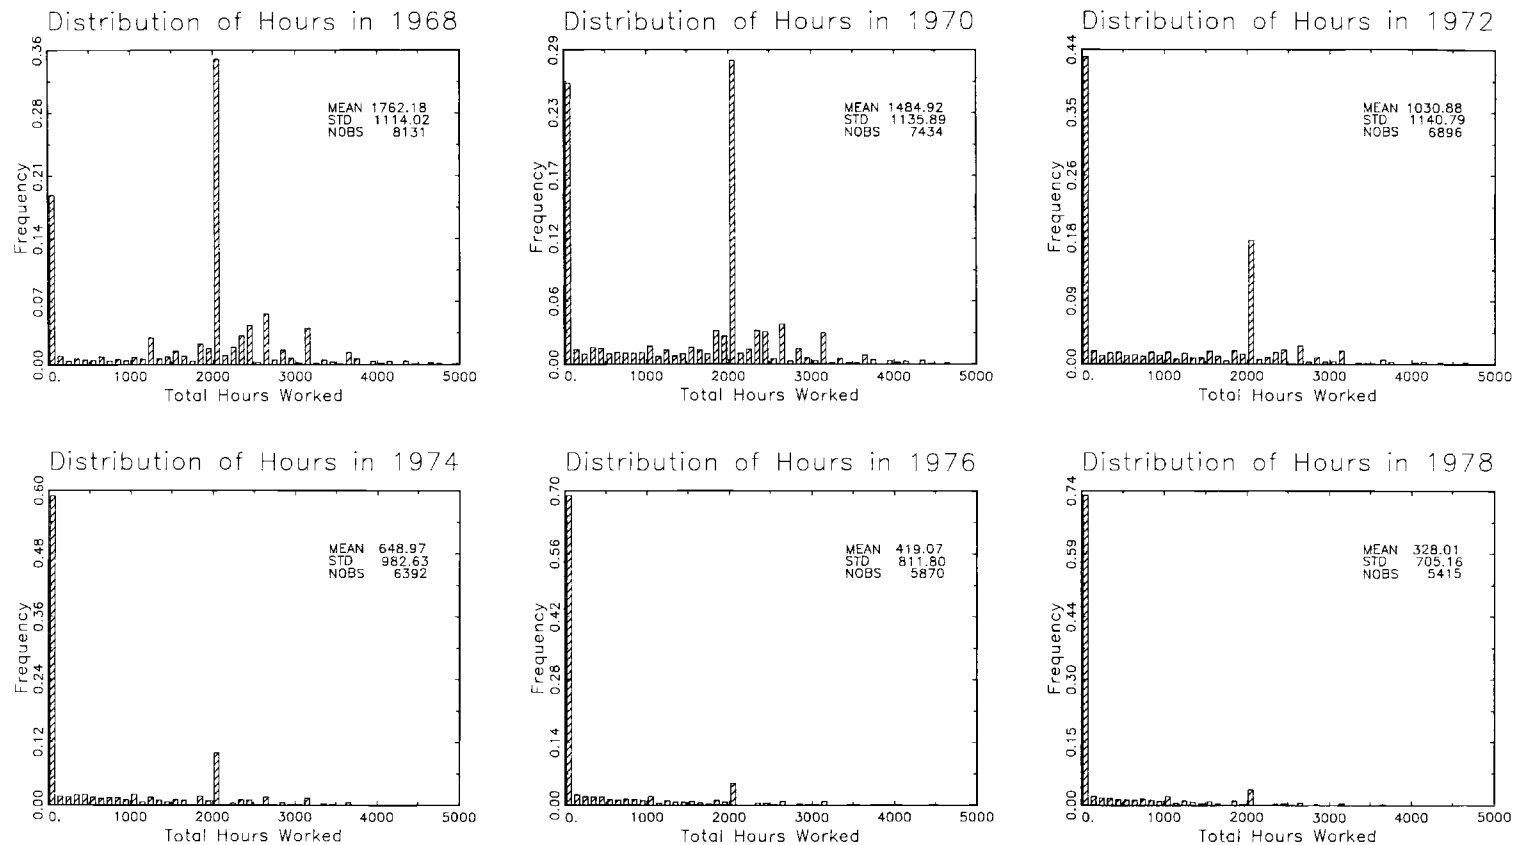 Distribution of Hours in 1968
0.36
0.28
0.21
0.14
0.07
0.00
Frequency
MEAN 1762.18
STD 1114.02
NOBS 8131
0. 1000 2000 3000 4000 5000
Total Hours Worked
Distribution of Hours in 1970
0.29
0.23
0.17
0.12
0.06
0.00
Frequency
MEAN 1484.92
STD 1135.89
NOBS 7434
0. 1000 2000 3000 4000 5000
Total Hours Worked
Distribution of Hours in 1972
0.44
0.35
0.26
0.18
0.09
0.00
Frequency
MEAN 1030.88
STD 1140.79
NOBS 6896
0. 1000 2000 3000 4000 5000
Total Hours Worked
Distribution of Hours in 1974
0.60
0.48
0.36
0.24
0.12
0.00
Frequency
MEAN 648.97
STD 982.63
NOBS 6392
0. 1000 2000 3000 4000 5000
Total Hours Worked
Distribution of Hours in 1976
0.70
0.56
0.42
0.28
0.14
0.00
Frequency
MEAN 419.07
STD 811.80
NOBS 5870
0. 1000 2000 3000 4000 5000
Total Hours Worked
Distribution of Hours in 1978
0.74
0.59
0.44
0.30
0.15
0.00
Frequency
MEAN 328.01
STD 705.16
NOBS 5415
0. 1000 2000 3000 4000 5000
Total Hours Worked